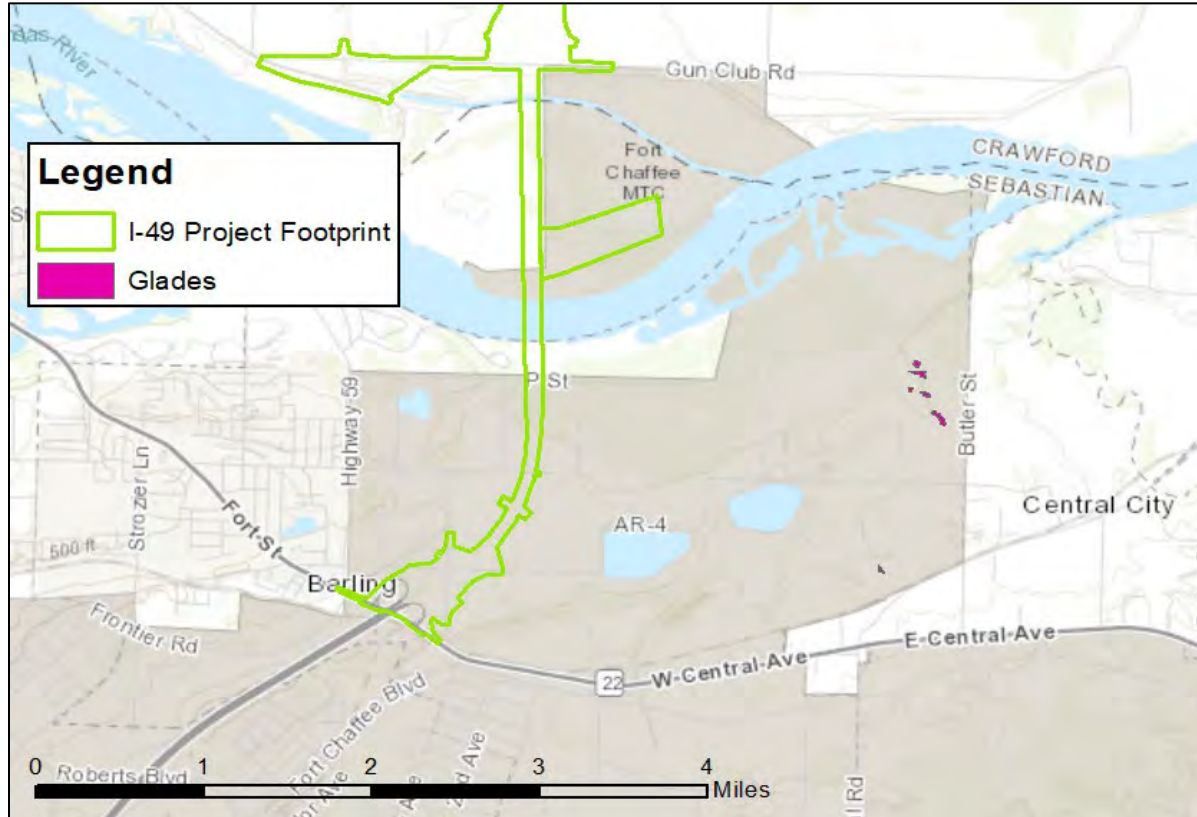 Gun Club Rd
Fort
Chaffee
MTC
CRAWFORD
SEBASTIAN
Legend
I-49 Project Footprint
Glades
P St
Highway 59
Strozier Ln
Fort St
500 ft
Barling
Frontier Rd
AR-4
Butler St
Central City
E Central Ave
W Central Ave
22
Fort Chaffee Blvd
2nd Ave
Roberts Blvd
0 1 2 3 4
Miles